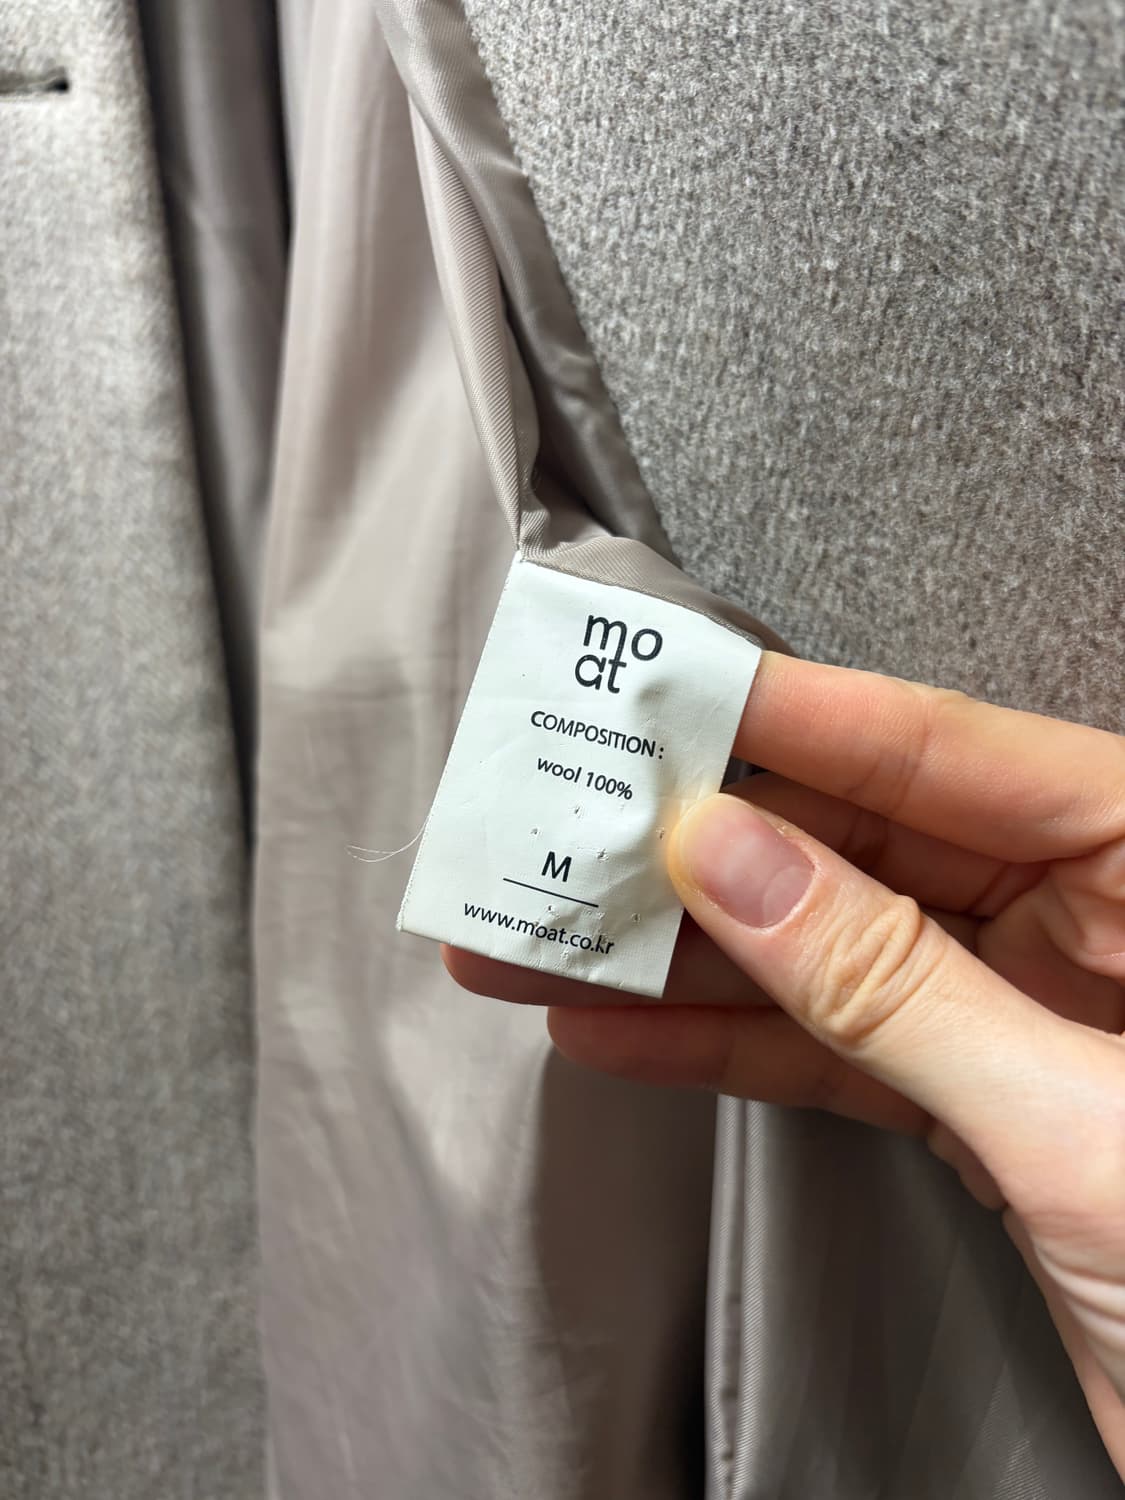 mo
at
COMPOSITION :
wool 100%
M
www.moat.co.kr